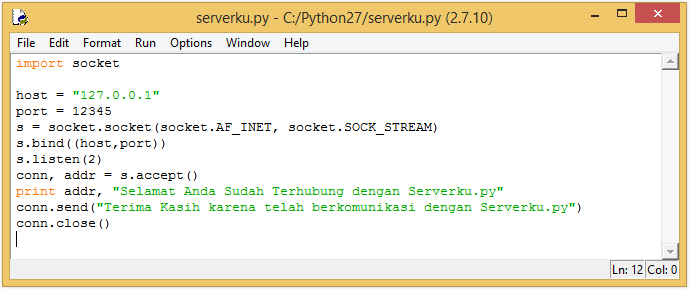 serverku.py - C:/Python27/serverku.py (2.7.10)
File Edit Format Run Options Window Help
import socket
host = "127.0.0.1"
port = 12345
s = socket.socket(socket.AF_INET, socket.SOCK_STREAM)
s.bind((host,port))
s.listen(2)
conn, addr = s.accept()
print addr, "Selamat Anda Sudah Terhubung dengan Serverku.py"
conn.send("Terima Kasih karena telah berkomunikasi dengan Serverku.py")
conn.close()
Ln: 12 Col: 0